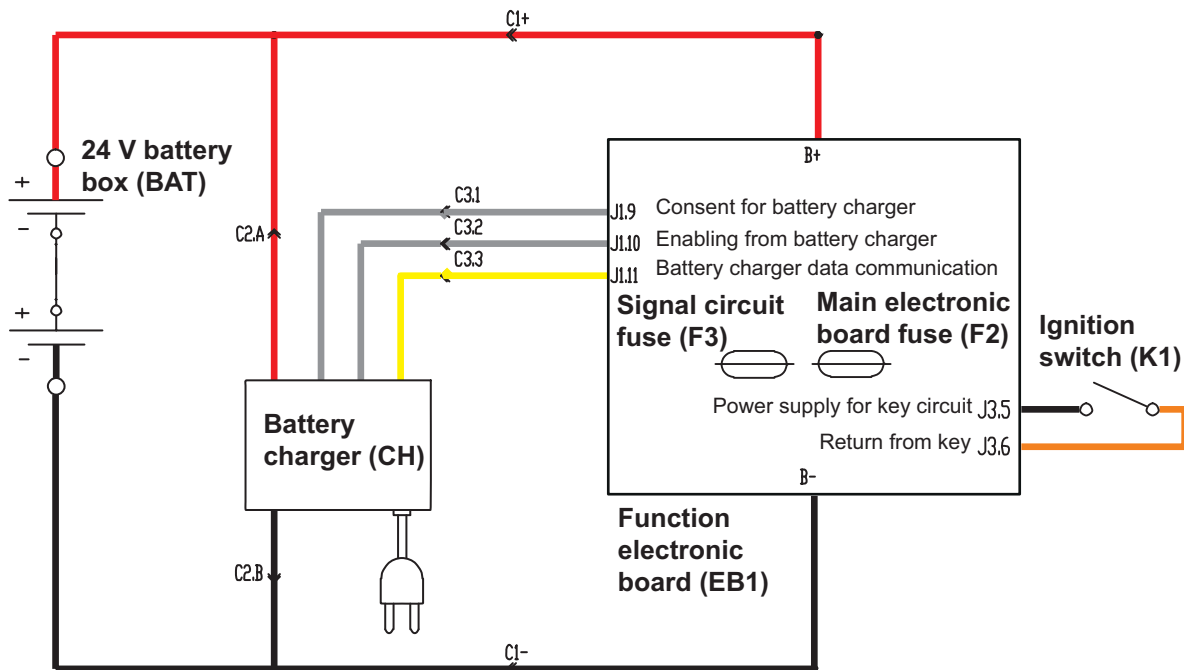 C1+
24 V battery
box (BAT)
+
-
+
-
C2.A
C3.1
C3.2
C3.3
B+
J1.9 Consent for battery charger
J1.10 Enabling from battery charger
J1.11 Battery charger data communication
Signal circuit
fuse (F3)
Main electronic
board fuse (F2)
Ignition
switch (K1)
Power supply for key circuit J3.5
Return from key J3.6
B-
Battery
charger (CH)
Function
electronic
board (EB1)
C2.B
C1-